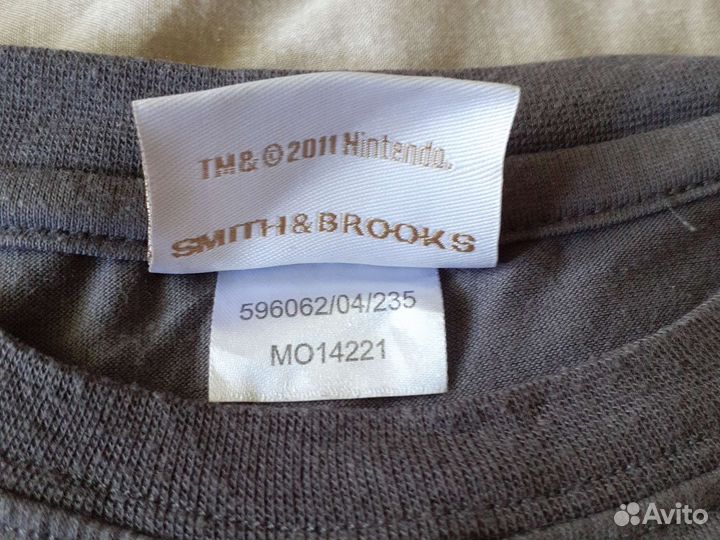 TM&©2011 Nintendo.
SMITH&BROOKS
596062/04/235
MO14221
Avito